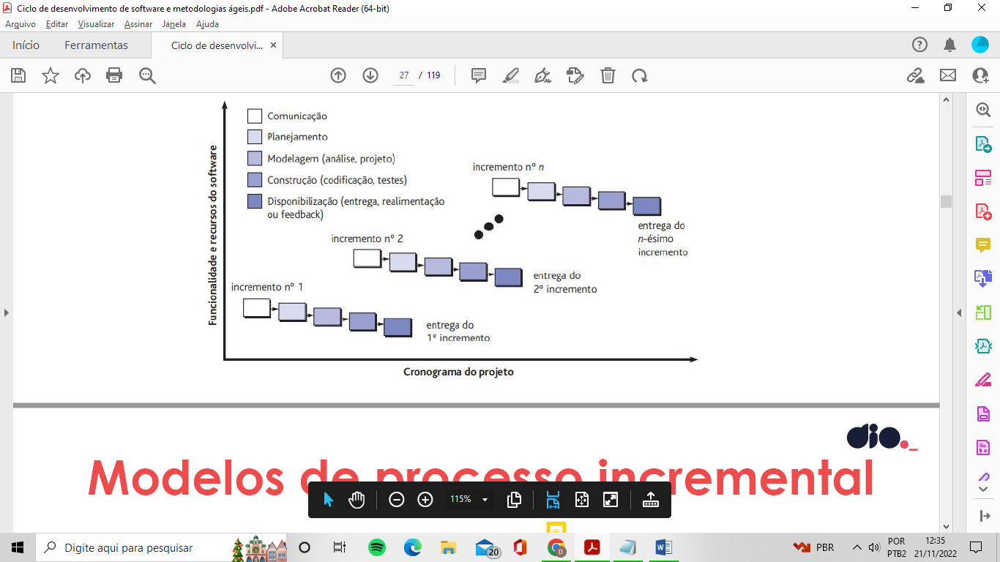 Ciclo de desenvolvimento de software e metodologias ágeis.pdf - Adobe Acrobat Reader (64-bit)
Arquivo Editar Visualizar Assinar Janela Ajuda
Início Ferramentas Ciclo de desenvolvi...
27 / 119
Funcionalidade e recursos do software
Comunicação
Planejamento
Modelagem (análise, projeto)
Construção (codificação, testes)
Disponibilização (entrega, realimentação
ou feedback)
incremento nº n
entrega do
n-ésimo
incremento
incremento nº 2
entrega do
2º incremento
incremento nº 1
entrega do
1º incremento
Cronograma do projeto
dio._
Modelos de processo incremental
115%
Digite aqui para pesquisar
20
D
PBR
POR
PTB2
12:35
21/11/2022